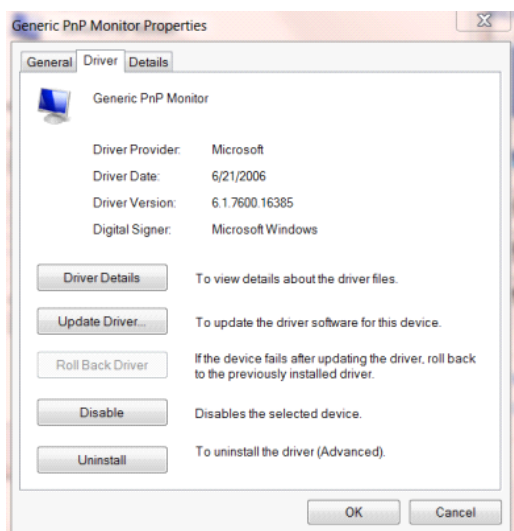 Generic PnP Monitor Properties
General Driver Details
Generic PnP Monitor
Driver Provider: Microsoft
Driver Date: 6/21/2006
Driver Version: 6.1.7600.16385
Digital Signer: Microsoft Windows
Driver Details To view details about the driver files.
Update Driver... To update the driver software for this device.
Roll Back Driver If the device fails after updating the driver, roll back
to the previously installed driver.
Disable Disables the selected device.
Uninstall To uninstall the driver (Advanced).
OK Cancel